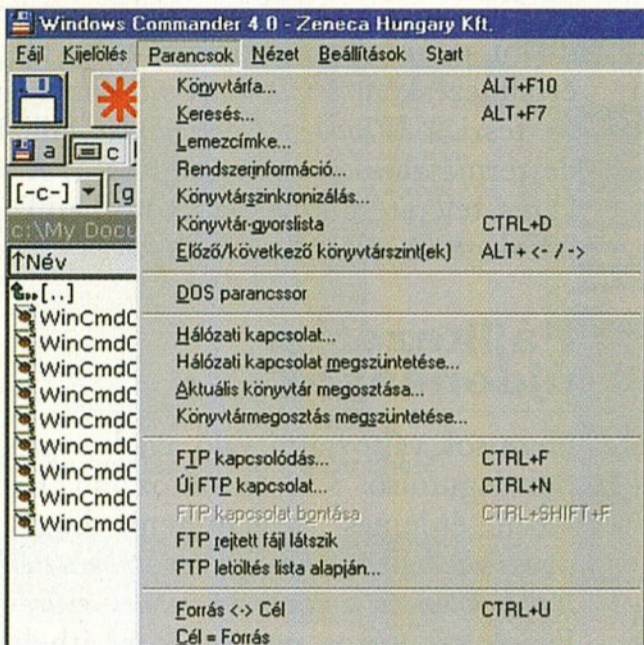 Windows Commander 4.0 - Zeneca Hungary Kft.
Fájl Kijelölés Parancsok Nézet Beállítások Start
a c
[-c-] [g
c:\My Docu
↑Név
[..]
WinCmdC
WinCmdC
WinCmdC
WinCmdC
WinCmdC
WinCmdC
WinCmdC
WinCmdC
WinCmdC
Könyvtárfa... ALT+F10
Keresés... ALT+F7
Lemezcímke...
Rendszerinformáció...
Könyvtárszinkronizálás...
Könyvtár-gyorslista CTRL+D
Előző/következő könyvtárszint(ek) ALT+ <- / ->
DOS parancssor
Hálózati kapcsolat...
Hálózati kapcsolat megszüntetése...
Aktuális könyvtár megosztása...
Könyvtármegosztás megszüntetése...
FTP kapcsolódás... CTRL+F
Új FTP kapcsolat... CTRL+N
FTP kapcsolat bontása CTRL+SHIFT+F
FTP rejtett fájl látszik
FTP letöltés lista alapján...
Forrás <-> Cél CTRL+U
Cél = Forrás